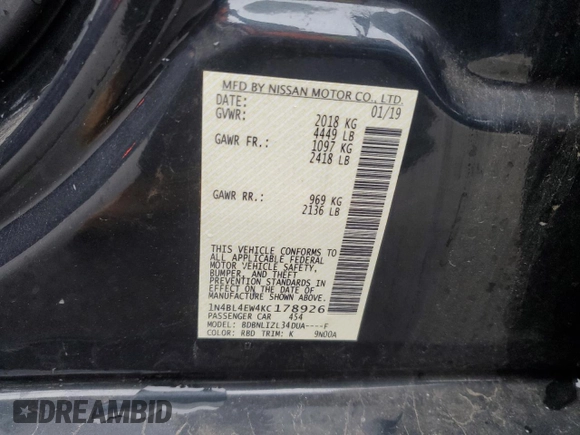 MFD BY NISSAN MOTOR CO., LTD.
DATE: 01/19
GVWR: 2018 KG
4449 LB
GAWR FR.: 1097 KG
2418 LB
GAWR RR.: 969 KG
2136 LB
THIS VEHICLE CONFORMS TO
ALL APPLICABLE FEDERAL
MOTOR VEHICLE SAFETY,
BUMPER, AND THEFT
PREVENTION STANDARDS IN
EFFECT ON THE DATE OF
MANUFACTURE SHOWN ABOVE.
1N4BL4EW4KC178926
PASSENGER CAR 454
MODEL: BDBNLIZL34DUA----F
COLOR: RBD TRIM: K 9N00A
DREAMBID